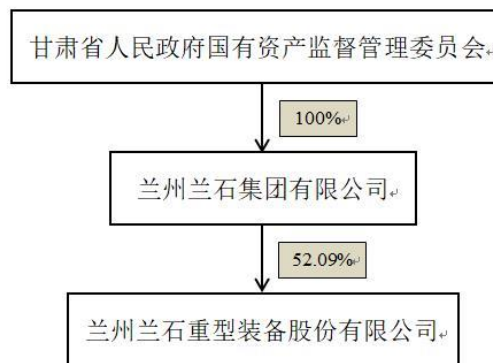 甘肃省人民政府国有资产监督管理委员会
100%
兰州兰石集团有限公司
52.09%
兰州兰石重型装备股份有限公司